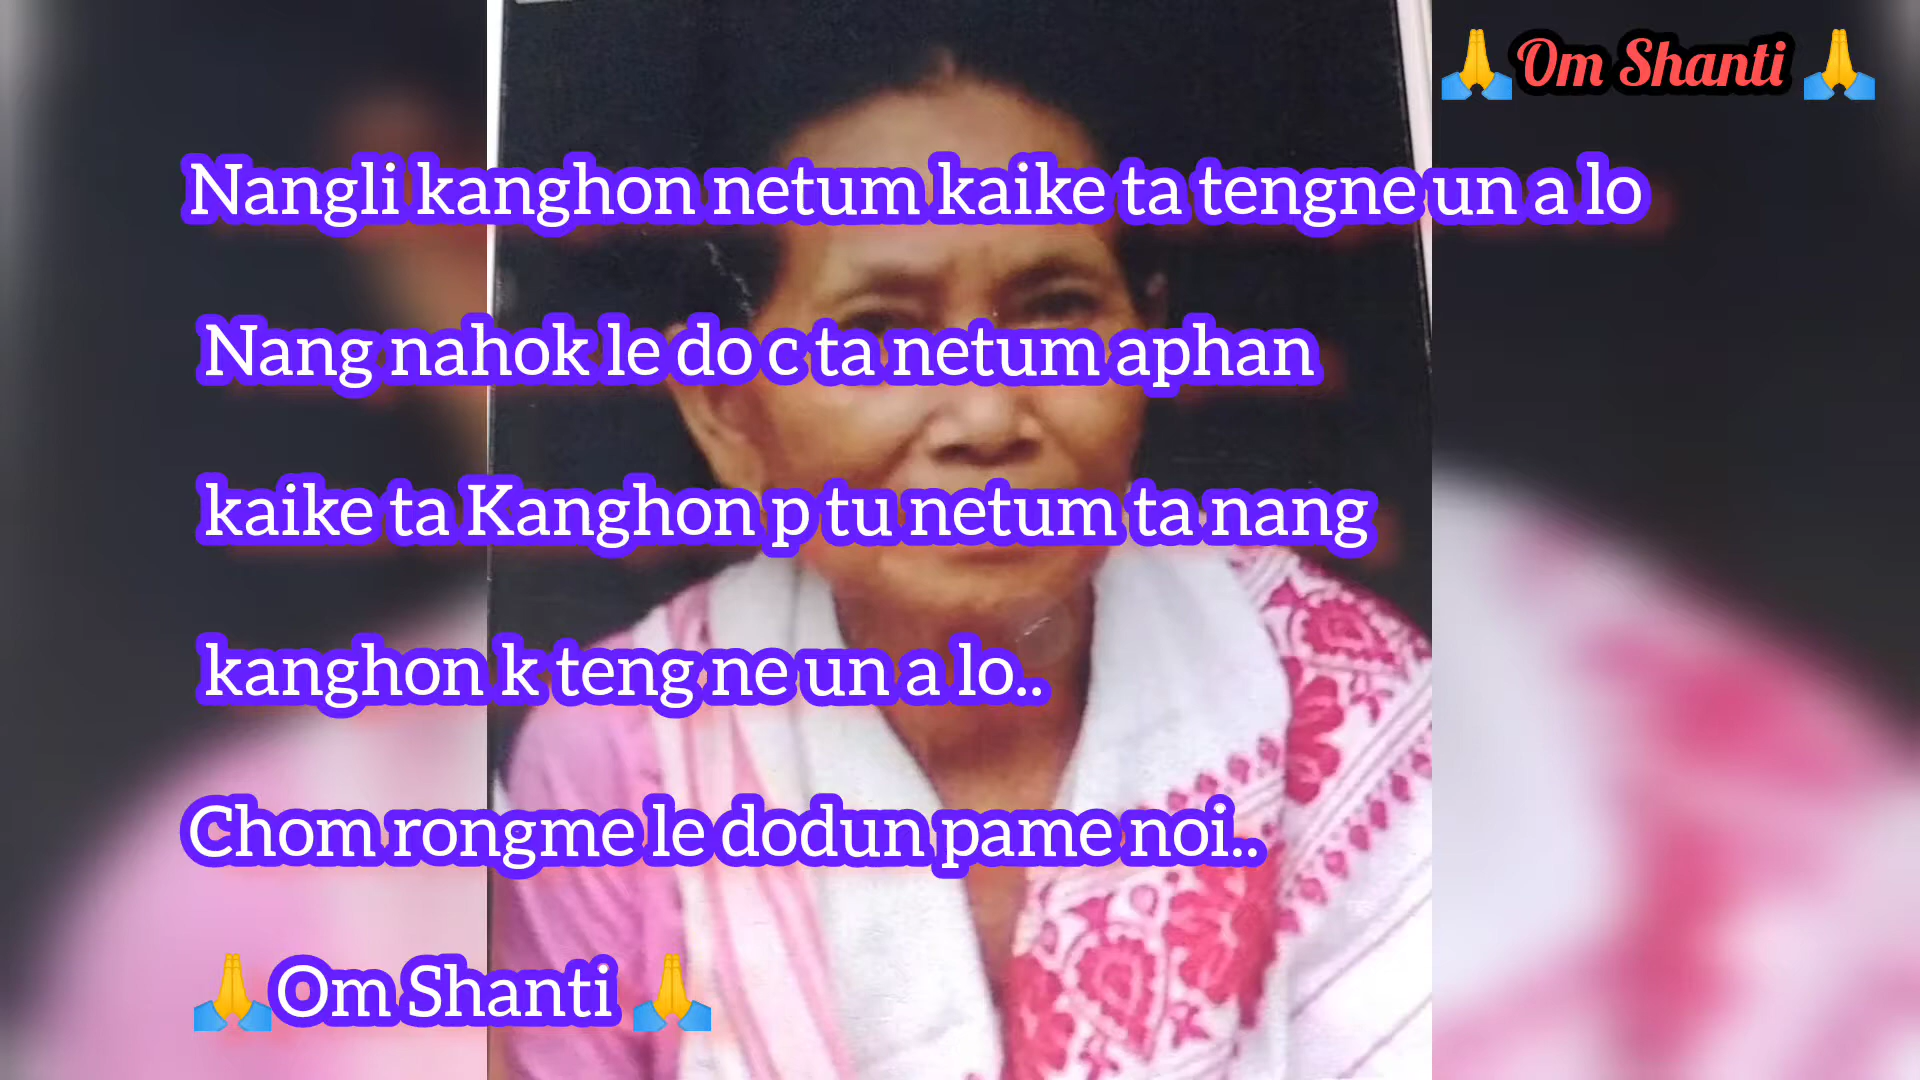 🙏Om Shanti 🙏
Nangli kanghon netum kaike ta tengne un a lo
Nang nahok le do c ta netum aphan
kaike ta Kanghon p tu netum ta nang
kanghon k teng ne un a lo..
Chom rongme le dodun pame noi..
🙏Om Shanti 🙏